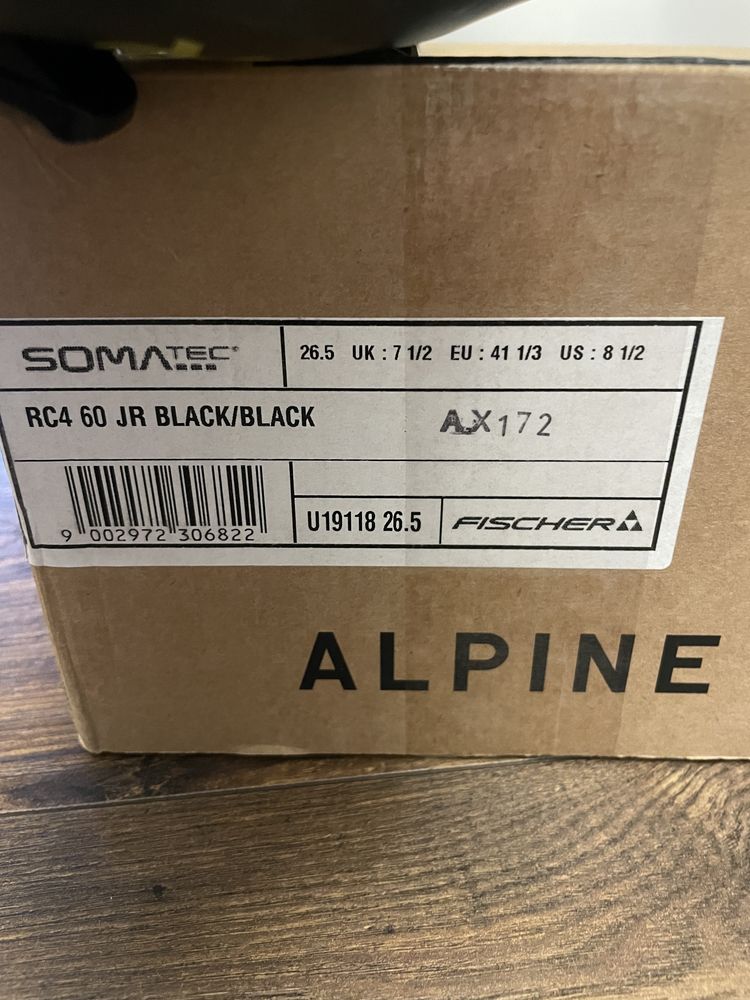 SOMATEC
26.5 UK : 7 1/2 EU : 41 1/3 US : 8 1/2
RC4 60 JR BLACK/BLACK
AX172
9 002972 306822
U19118 26.5
FISCHER
ALPINE